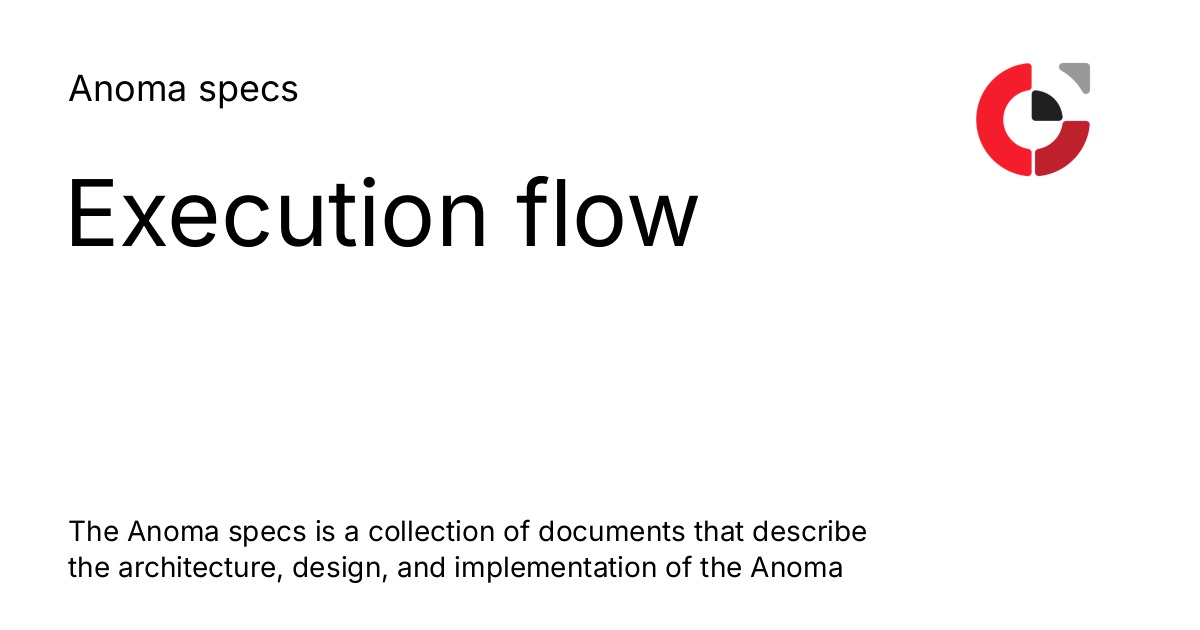 Anoma specs
Execution flow
The Anoma specs is a collection of documents that describe
the architecture, design, and implementation of the Anoma